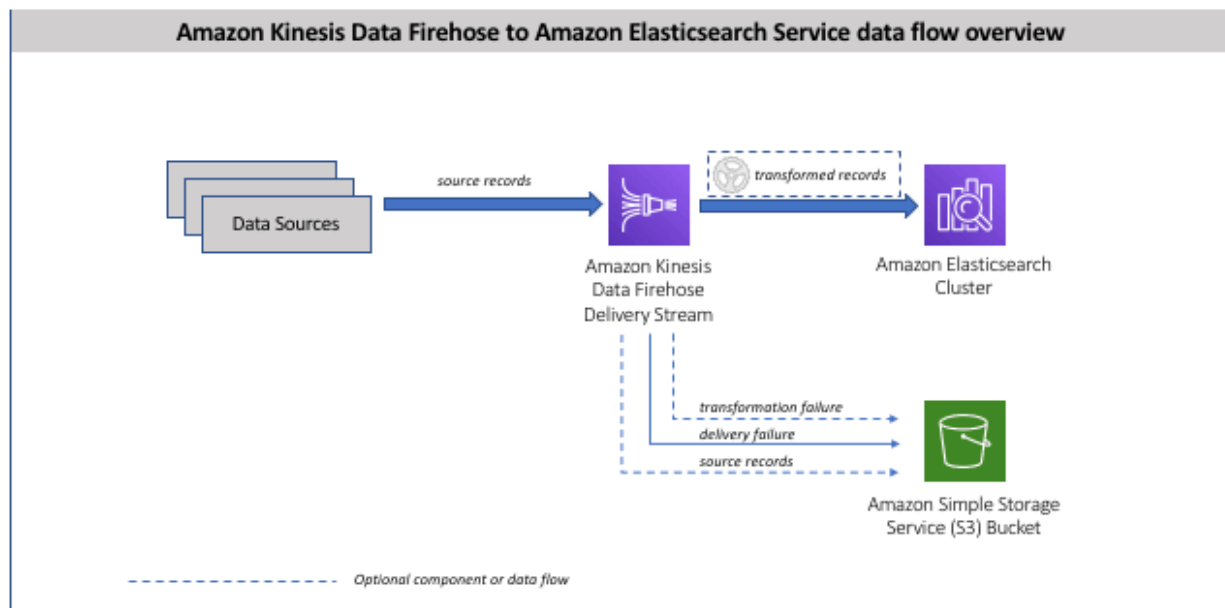 Amazon Kinesis Data Firehose to Amazon Elasticsearch Service data flow overview
source records
transformed records
Data Sources
Amazon Kinesis
Data Firehose
Delivery Stream
Amazon Elasticsearch
Cluster
transformation failure
delivery failure
source records
Amazon Simple Storage
Service (S3) Bucket
Optional component or data flow